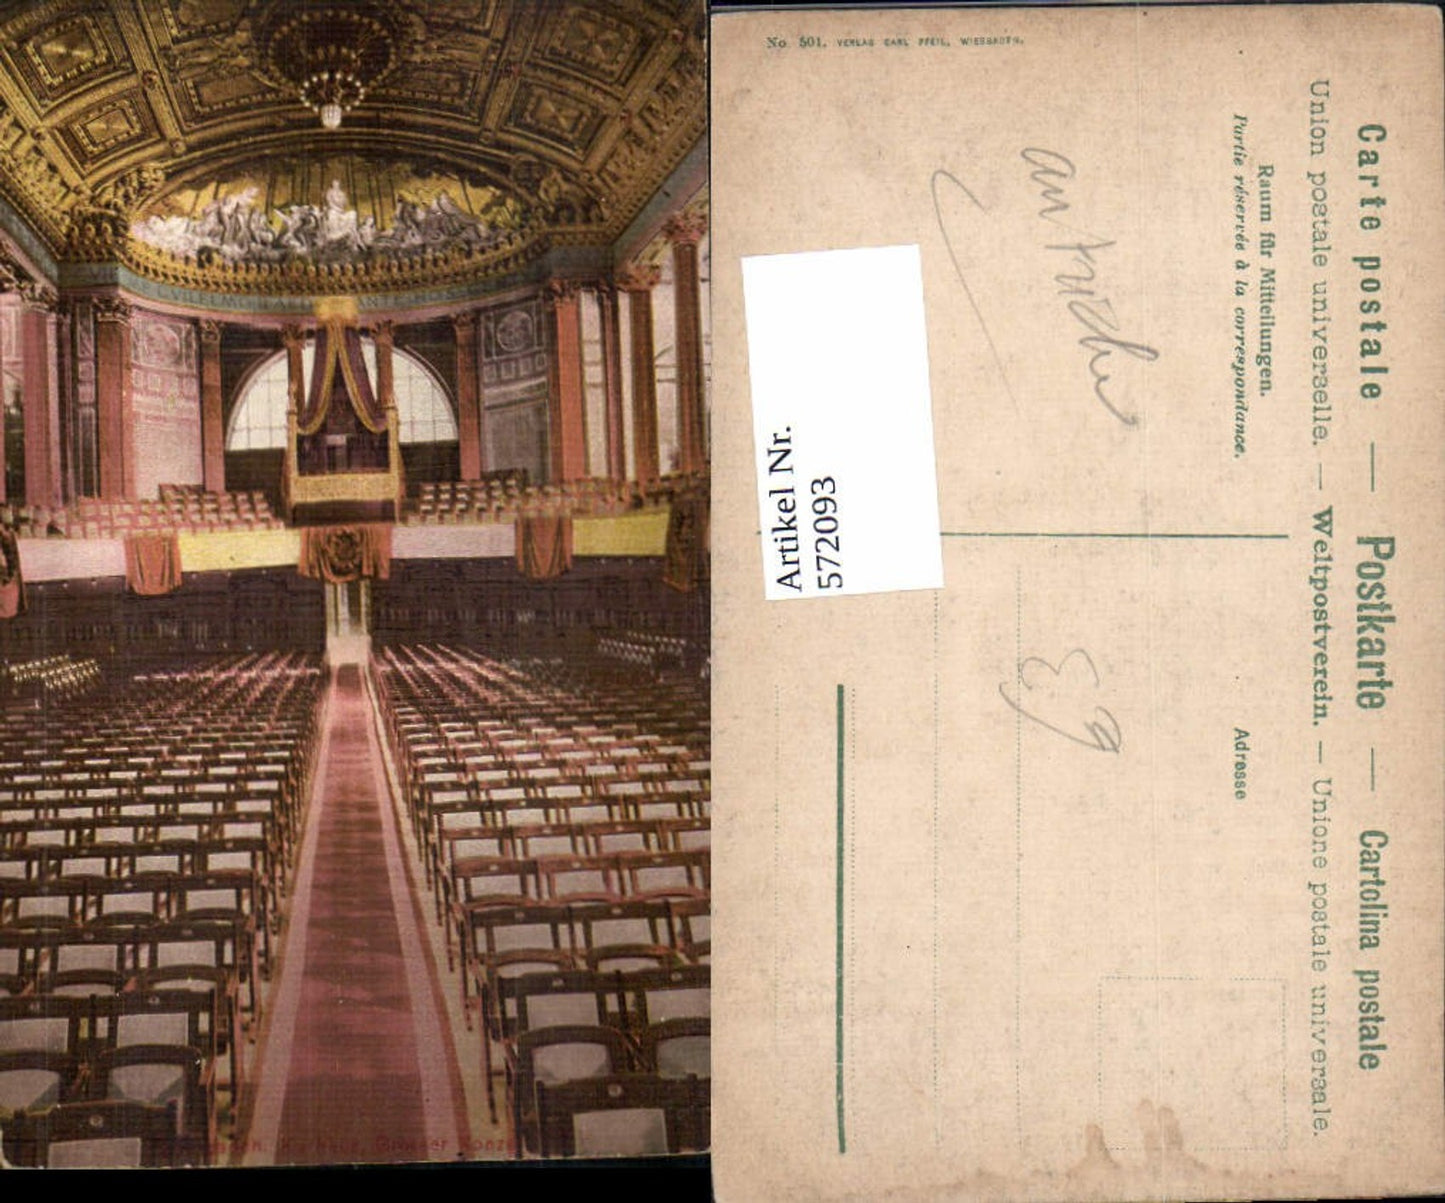 No 501. VERLAG CARL PFEIL, WIESBADEN.
Carte postale — Postkarte — Cartolina postale
Union postale universelle. — Weltpostverein. — Unione postale universale.
Raum für Mitteilungen.
Partie réservée à la correspondance.
Adresse
Artikel Nr.
572093